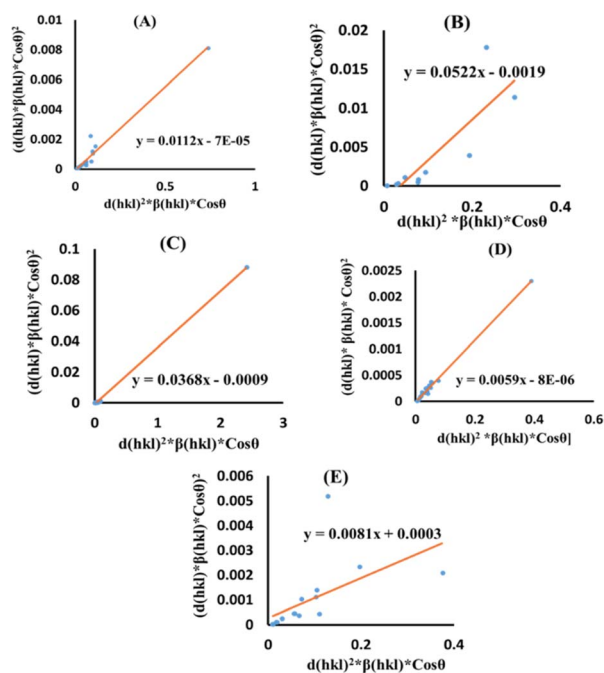 (A)
(d(hkl)*β(hkl)*Cosθ)²
0.01
0.008
0.006
0.004
0.002
0
y = 0.0112x - 7E-05
0
0.5
1
d(hkl)²*β(hkl)*Cosθ
(B)
(d(hkl)*β(hkl)*Cosθ)²
0.02
0.015
0.01
0.005
0
y = 0.0522x - 0.0019
0
0.2
0.4
d(hkl)² *β(hkl)*Cosθ
(C)
(d(hkl)*β(hkl)*Cosθ)²
0.1
0.08
0.06
0.04
0.02
0
y = 0.0368x - 0.0009
0
1
2
3
d(hkl)²*β(hkl)*Cosθ
(D)
(d(hkl)* β(hkl)* Cosθ)²
0.0025
0.002
0.0015
0.001
0.0005
0
y = 0.0059x - 8E-06
0
0.2
0.4
0.6
d(hkl)² *β(hkl)*Cosθ]
(E)
(d(hkl)*β(hkl)*Cosθ)²
0.006
0.005
0.004
0.003
0.002
0.001
0
y = 0.0081x + 0.0003
0
0.2
0.4
d(hkl)²*β(hkl)*Cosθ